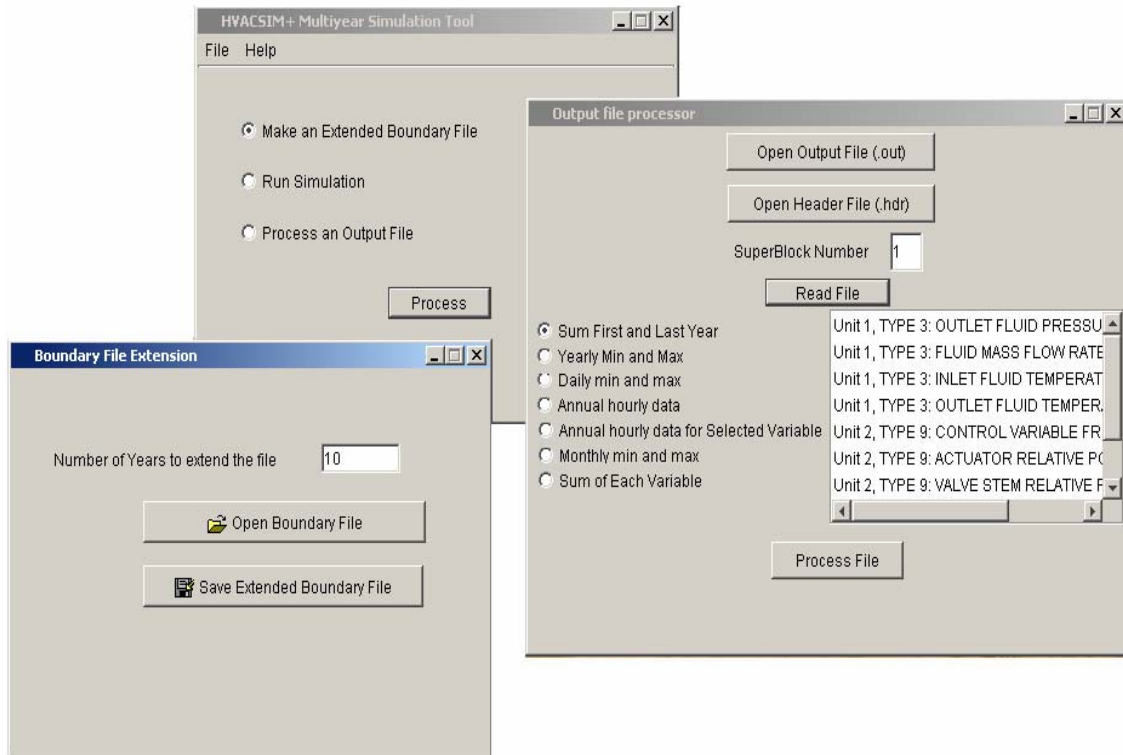 HVACSIM+ Multiyear Simulation Tool
File Help
Make an Extended Boundary File
Run Simulation
Process an Output File
Process
Output file processor
Open Output File (.out)
Open Header File (.hdr)
SuperBlock Number 1
Read File
Sum First and Last Year
Yearly Min and Max
Daily min and max
Annual hourly data
Annual hourly data for Selected Variable
Monthly min and max
Sum of Each Variable
Unit 1, TYPE 3: OUTLET FLUID PRESSU
Unit 1, TYPE 3: FLUID MASS FLOW RATE
Unit 1, TYPE 3: INLET FLUID TEMPERAT
Unit 1, TYPE 3: OUTLET FLUID TEMPER
Unit 2, TYPE 9: CONTROL VARIABLE FR
Unit 2, TYPE 9: ACTUATOR RELATIVE PO
Unit 2, TYPE 9: VALVE STEM RELATIVE F
Process File
Boundary File Extension
Number of Years to extend the file 10
Open Boundary File
Save Extended Boundary File